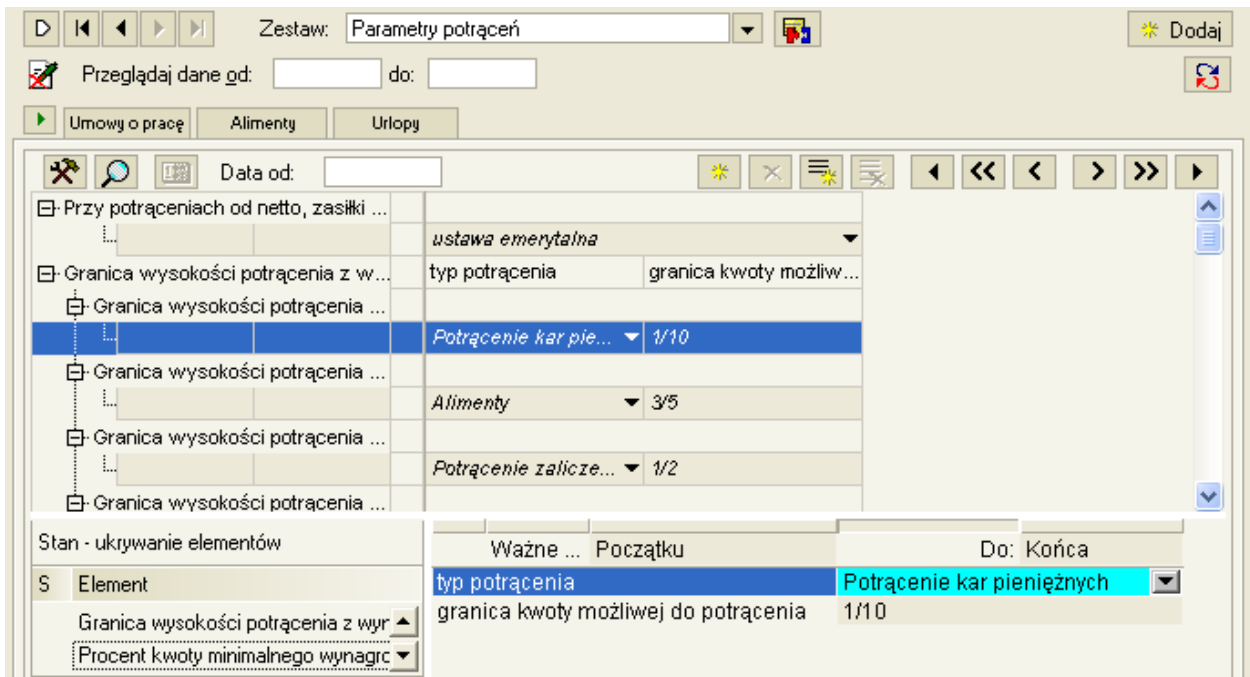 Zestaw: Parametry potrąceń Dodaj
Przeglądaj dane od: do:
Umowy o pracę Alimenty Urlopy
Data od:
Przy potrąceniach od netto, zasiłki ...
ustawa emerytalna
Granica wysokości potrącenia z w... typ potrącenia granica kwoty możliw...
Granica wysokości potrącenia ...
Potrącenie kar pie... 1/10
Granica wysokości potrącenia ...
Alimenty 3/5
Granica wysokości potrącenia ...
Potrącenie zalicze... 1/2
Granica wysokości potrącenia ...
Stan - ukrywanie elementów
Ważne ... Początku Do: Końca
S Element
typ potrącenia Potrącenie kar pieniężnych
granica kwoty możliwej do potrącenia 1/10
Granica wysokości potrącenia z wyr
Procent kwoty minimalnego wynagrc